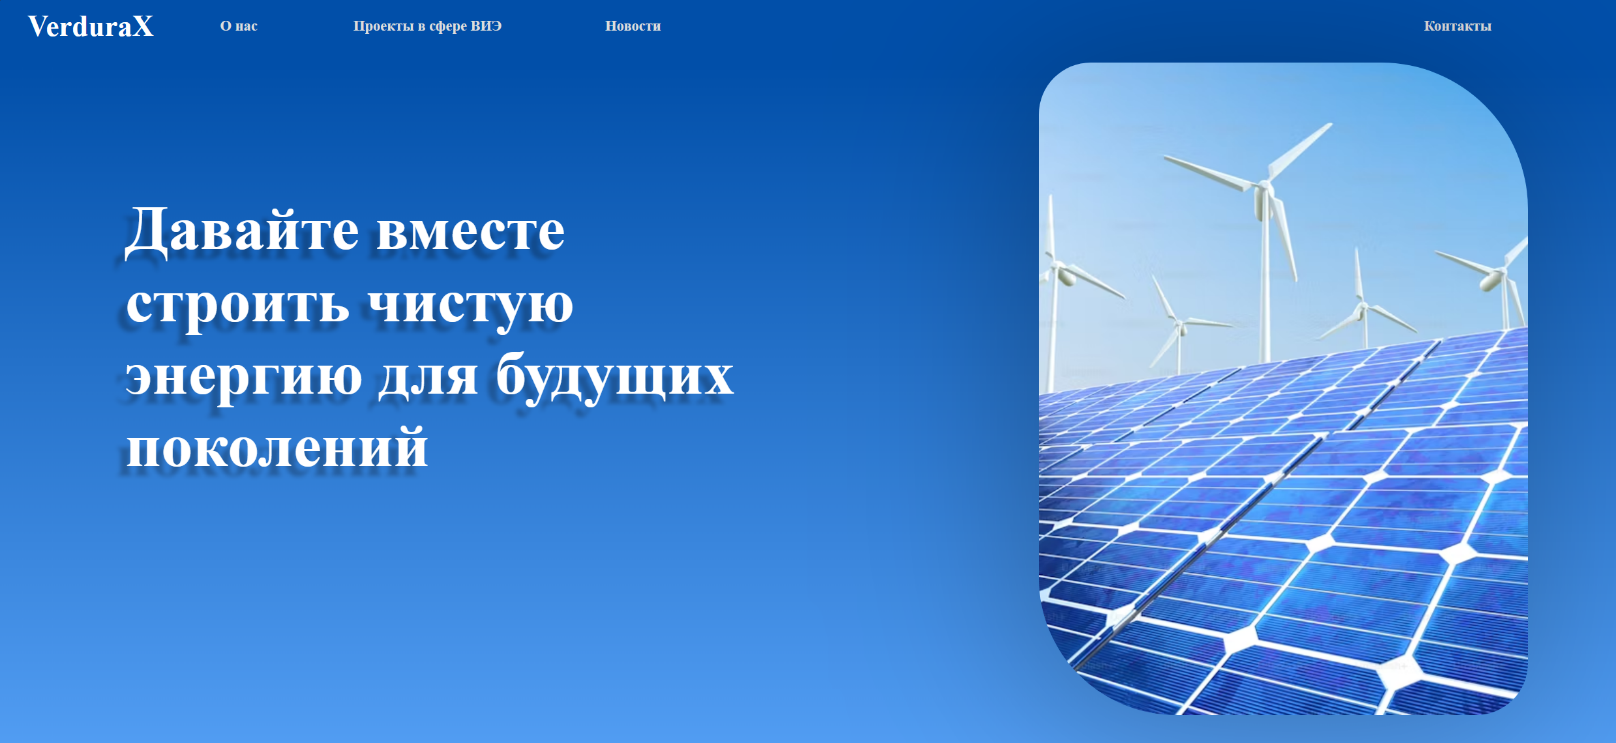 VerduraX
О нас
Проекты в сфере ВИЭ
Новости
Контакты
Давайте вместе
строить чистую
энергию для будущих
поколений